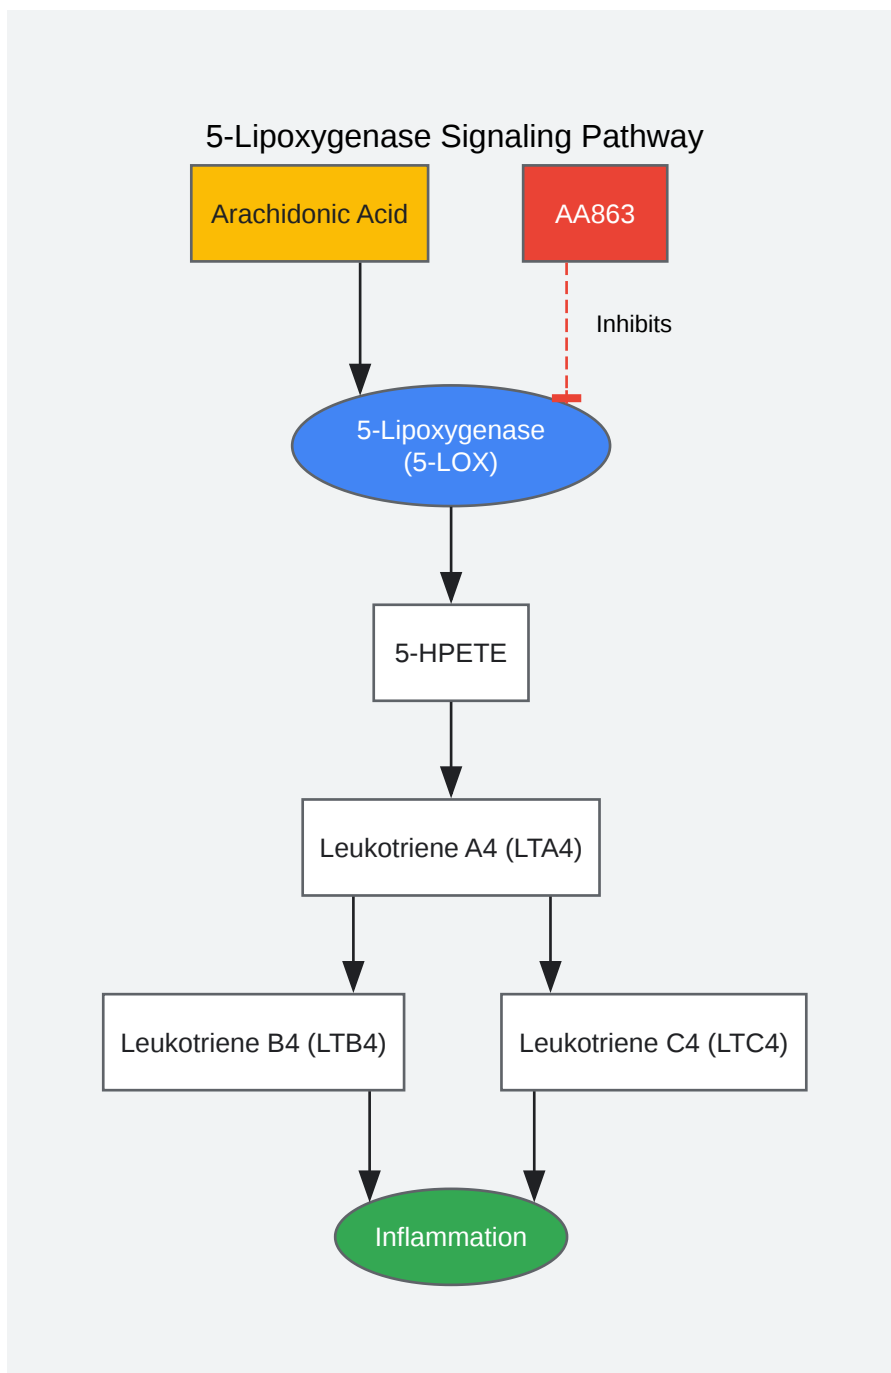 5-Lipoxygenase Signaling Pathway
Arachidonic Acid
AA863
Inhibits
5-Lipoxygenase
(5-LOX)
5-HPETE
Leukotriene A4 (LTA4)
Leukotriene B4 (LTB4)
Leukotriene C4 (LTC4)
Inflammation